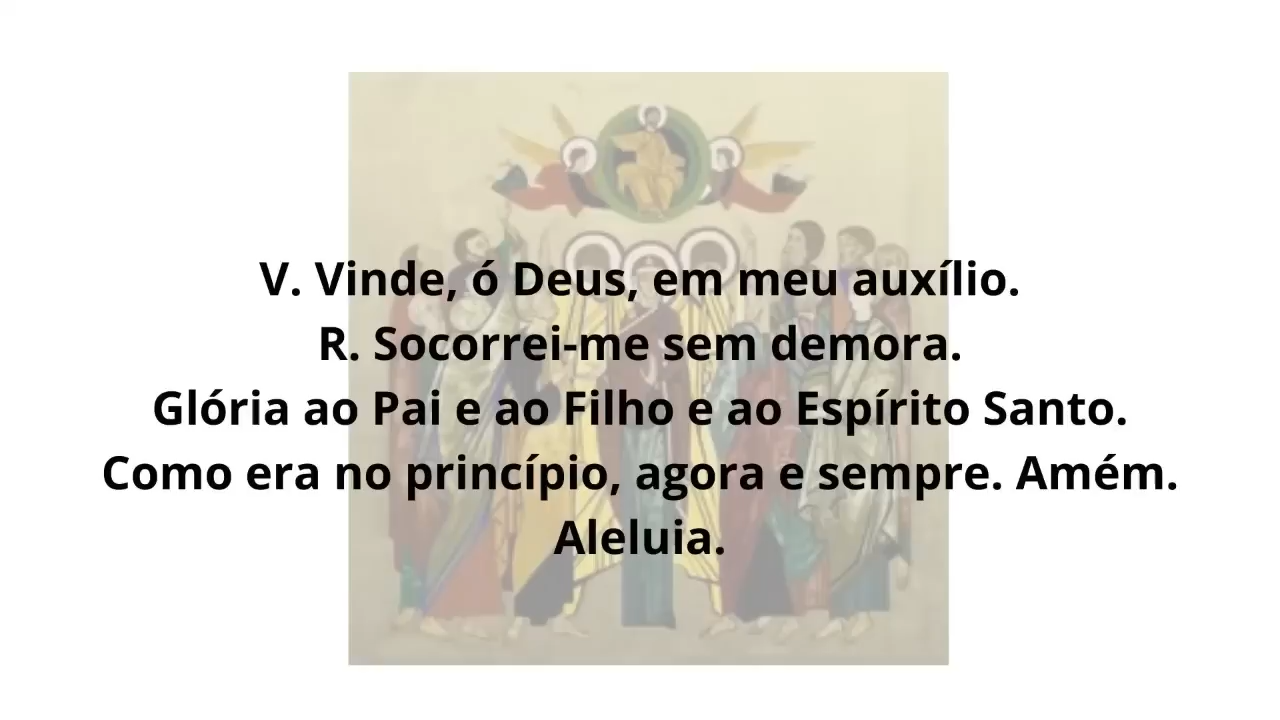 V. Vinde, ó Deus, em meu auxílio.
R. Socorrei-me sem demora.
Glória ao Pai e ao Filho e ao Espírito Santo.
Como era no princípio, agora e sempre. Amém.
Aleluia.